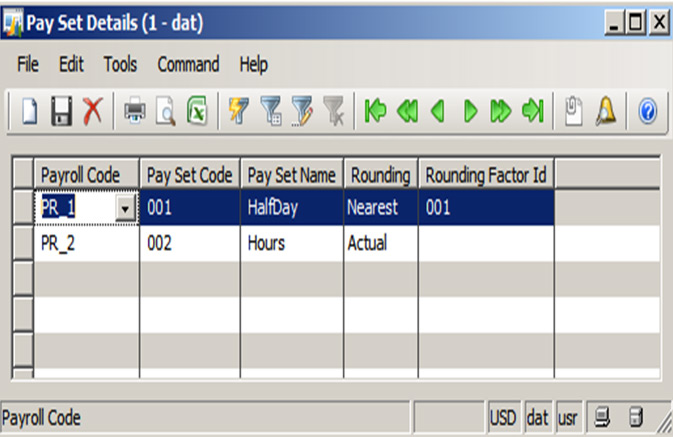 Pay Set Details (1 - dat)
File Edit Tools Command Help
Payroll Code Pay Set Code Pay Set Name Rounding Rounding Factor Id
PR_1 001 HalfDay Nearest 001
PR_2 002 Hours Actual
Payroll Code USD dat usr